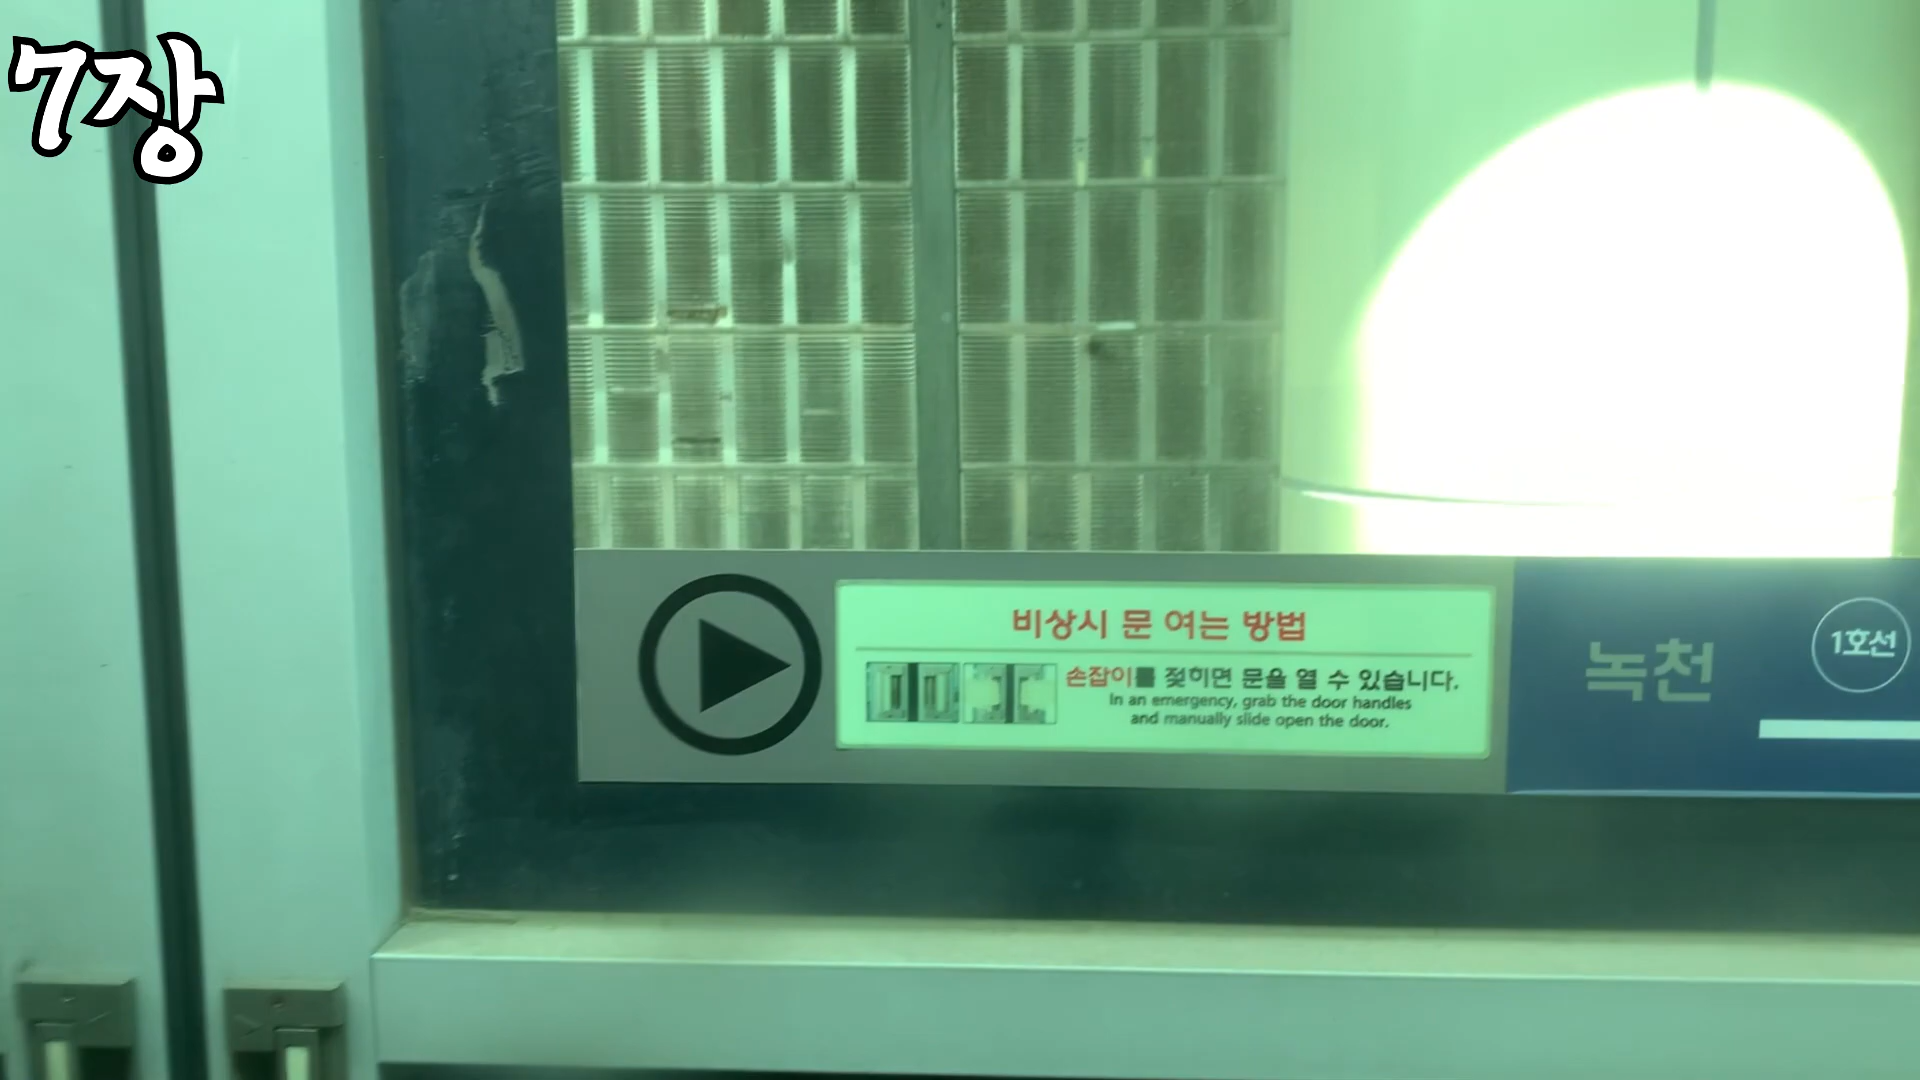 7장
비상시 문 여는 방법
손잡이를 젖히면 문을 열 수 있습니다.
In an emergency, grab the door handles
and manually slide open the door.
녹천
1호선